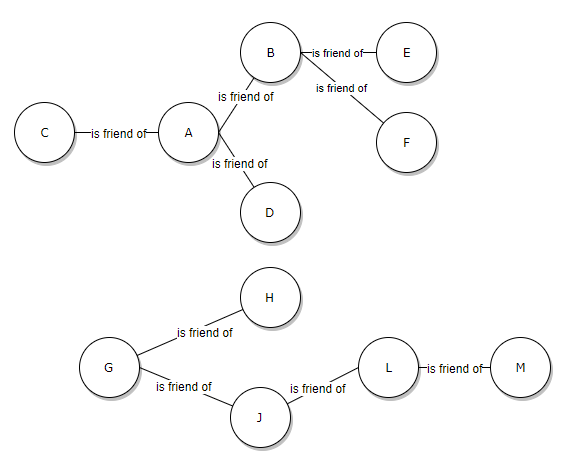 B
is friend of
E
is friend of
is friend of
C
is friend of
A
F
is friend of
D
H
is friend of
G
L
is friend of
M
is friend of
is friend of
J